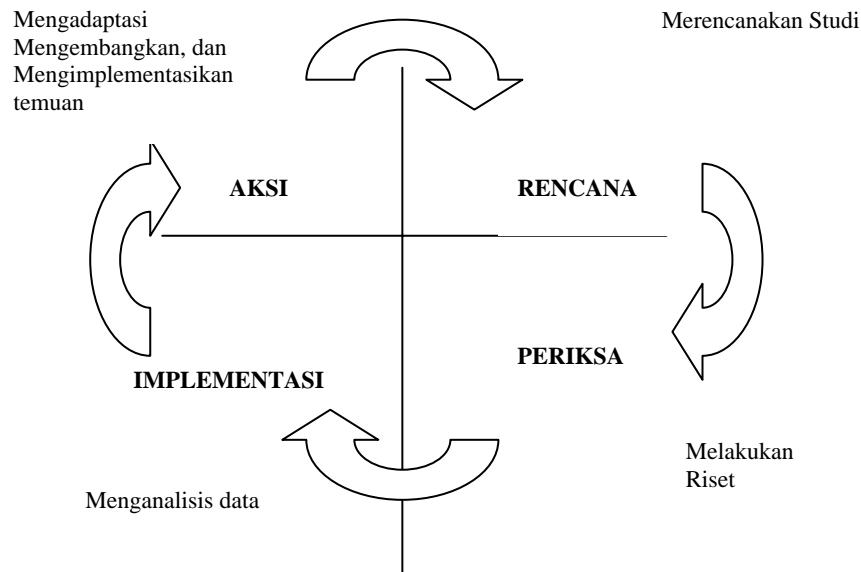 Mengadaptasi
Mengembangkan, dan
Mengimplementasikan
temuan
Merencanakan Studi
AKSI
RENCANA
IMPLEMENTASI
PERIKSA
Menganalisis data
Melakukan
Riset